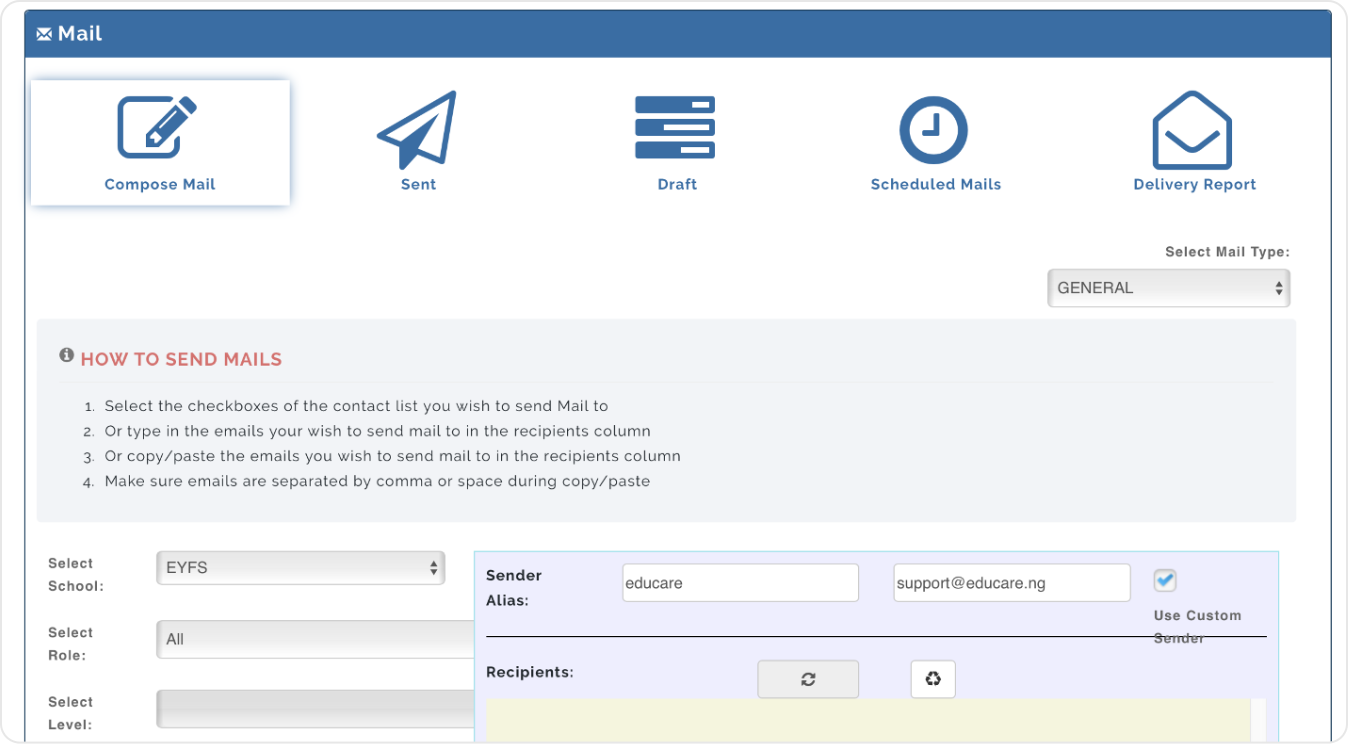 Mail
Compose Mail
Sent
Draft
Scheduled Mails
Delivery Report
Select Mail Type:
GENERAL
HOW TO SEND MAILS
1. Select the checkboxes of the contact list you wish to send Mail to
2. Or type in the emails your wish to send mail to in the recipients column
3. Or copy/paste the emails you wish to send mail to in the recipients column
4. Make sure emails are separated by comma or space during copy/paste
Select
School:
EYFS
Select
Role:
All
Select
Level:
Sender
Alias:
educare
support@educare.ng
Use Custom
Sender
Recipients: